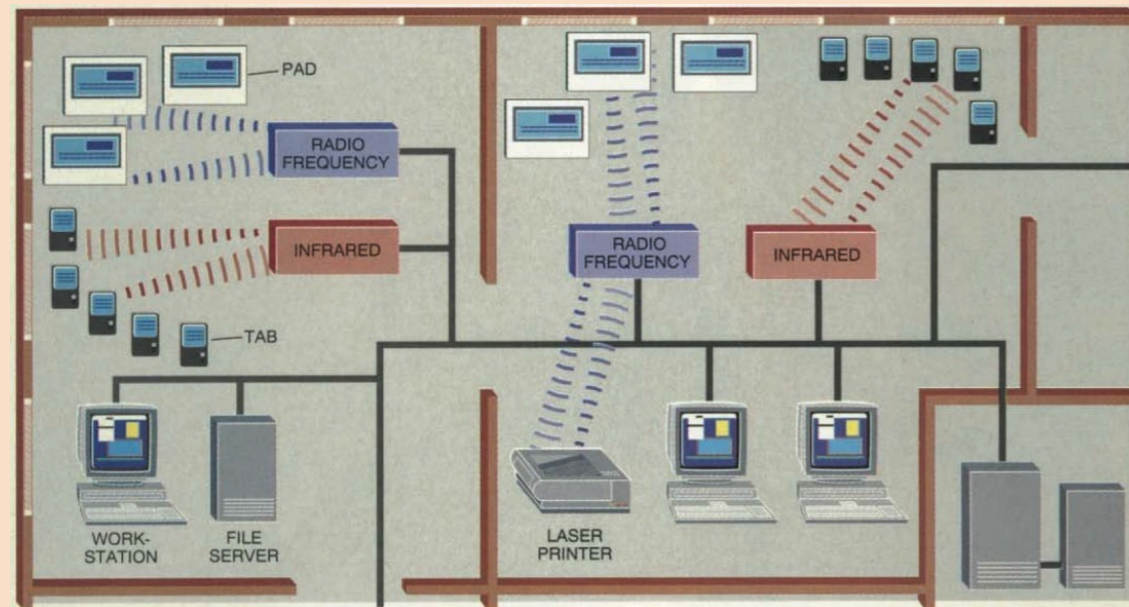 PAD
RADIO
FREQUENCY
INFRARED
TAB
WORK-
STATION
FILE
SERVER
RADIO
FREQUENCY
INFRARED
LASER
PRINTER